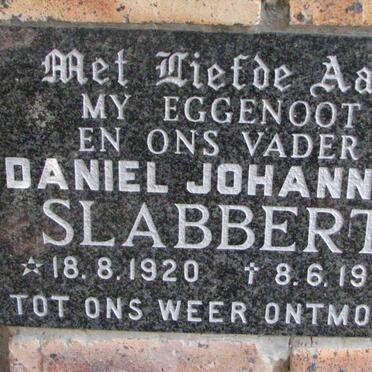 Met Liefde Aa
MY EGGENOOT
EN ONS VADER
DANIEL JOHANN
SLABBERT
☆ 18.8.1920 † 8.6.19
TOT ONS WEER ONTMO